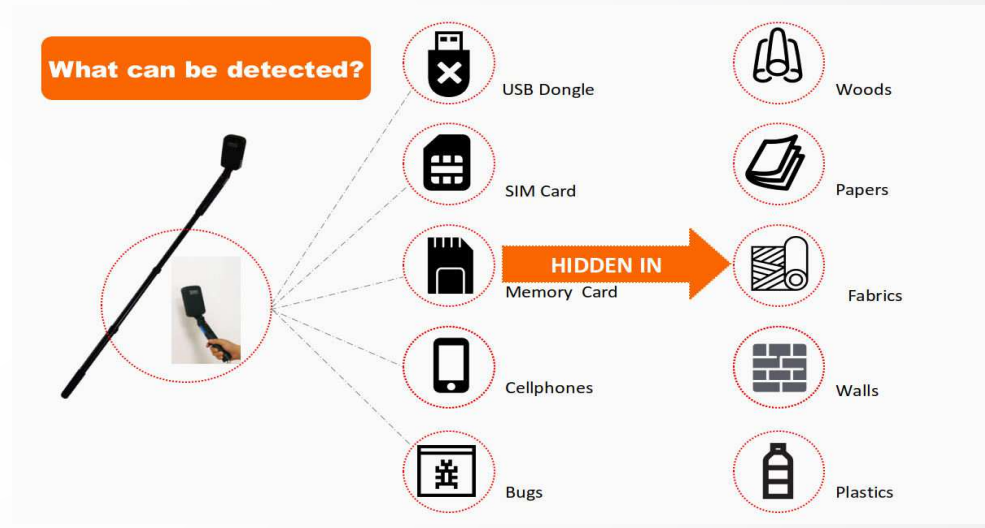 What can be detected?
USB Dongle
SIM Card
Memory Card
Cellphones
Bugs
HIDDEN IN
Woods
Papers
Fabrics
Walls
Plastics